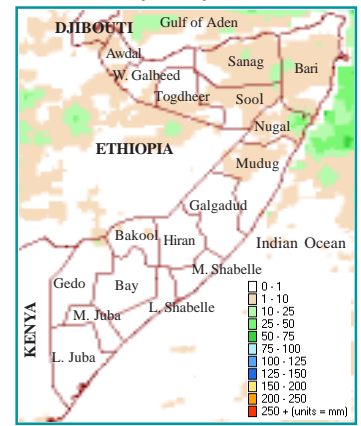 Gulf of Aden
DJIBOUTI
Awdal
Sanag
Bari
W. Galbeed
Togdheer
Sool
Nugal
ETHIOPIA
Mudug
Galgadud
Bakool
Hiran
Indian Ocean
M. Shabelle
Gedo
Bay
L. Shabelle
M. Juba
KENYA
L. Juba
0 - 1
1 - 10
10 - 25
25 - 50
50 - 75
75 - 100
100 - 125
125 - 150
150 - 200
200 - 250
250 + (units = mm)